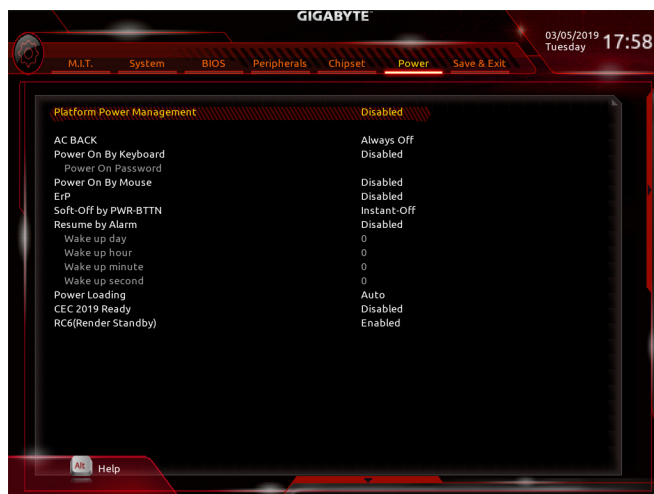 GIGABYTE
03/05/2019
Tuesday
17:58
M.I.T. System BIOS Peripherals Chipset Power Save & Exit
Platform Power Management Disabled
AC BACK Always Off
Power On By Keyboard Disabled
Power On Password
Power On By Mouse Disabled
ErP Disabled
Soft-Off by PWR-BTTN Instant-Off
Resume by Alarm Disabled
Wake up day 0
Wake up hour 0
Wake up minute 0
Wake up second 0
Power Loading Auto
CEC 2019 Ready Disabled
RC6(Render Standby) Enabled
Alt Help